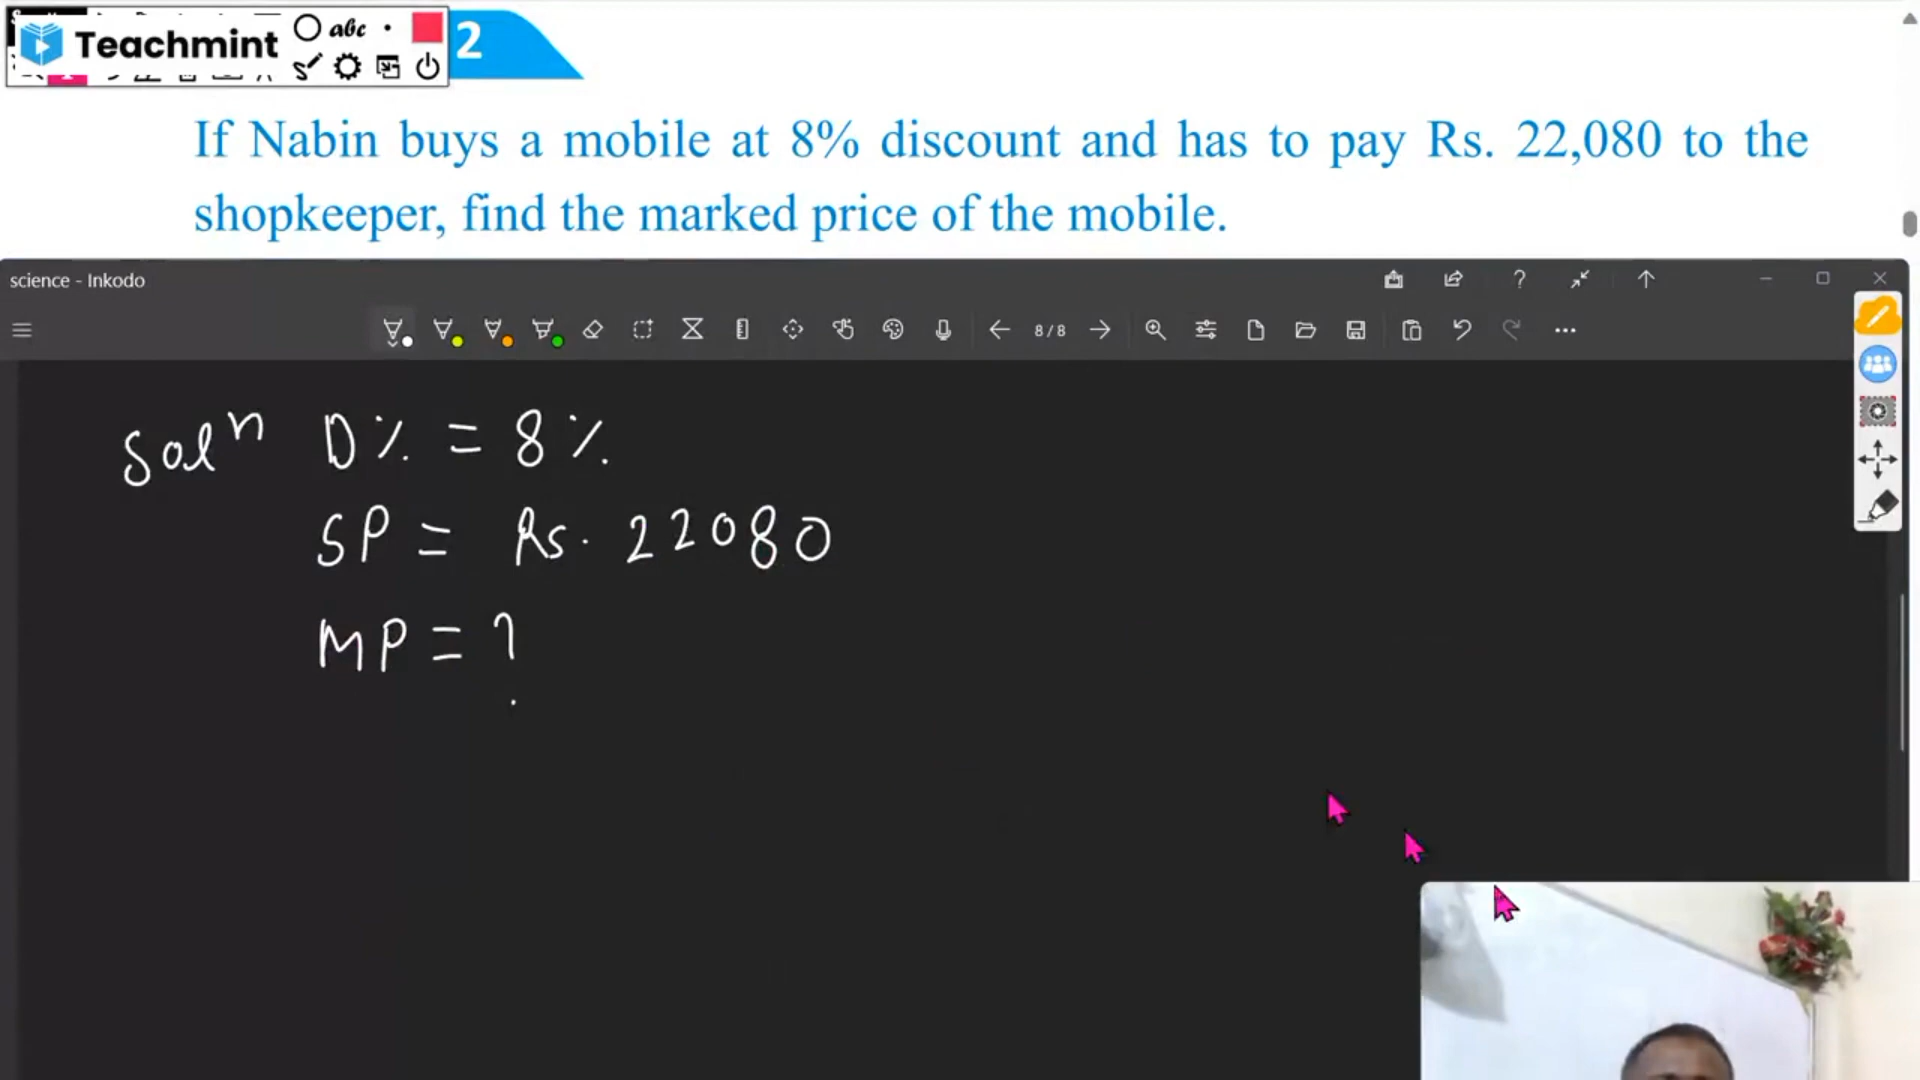 Teachmint
abc
2
If Nabin buys a mobile at 8% discount and has to pay Rs. 22,080 to the
shopkeeper, find the marked price of the mobile.
science - Inkodo
8/8
Solⁿ D% = 8%
SP = Rs. 22080
MP = ?